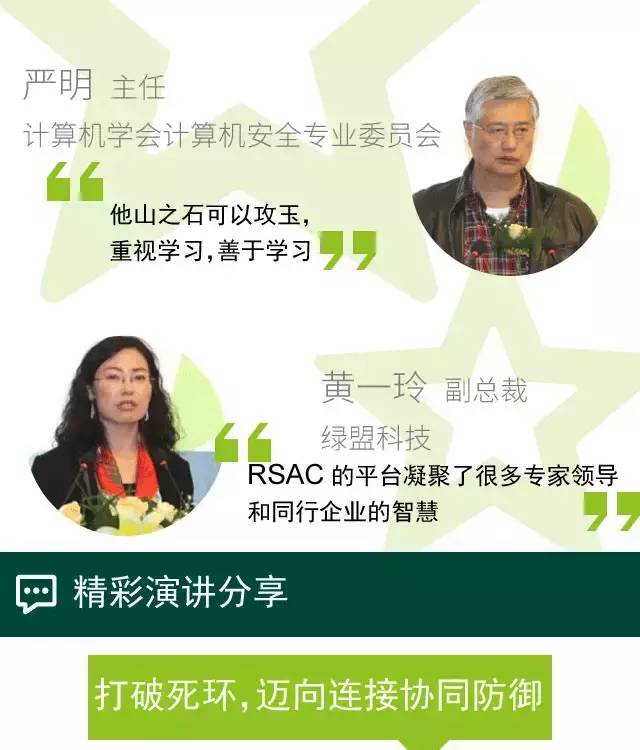 严明 主任
计算机学会计算机安全专业委员会
他山之石可以攻玉，
重视学习，善于学习
黄一玲 副总裁
绿盟科技
RSAC 的平台凝聚了很多专家领导
和同行企业的智慧
精彩演讲分享
打破死环，迈向连接协同防御